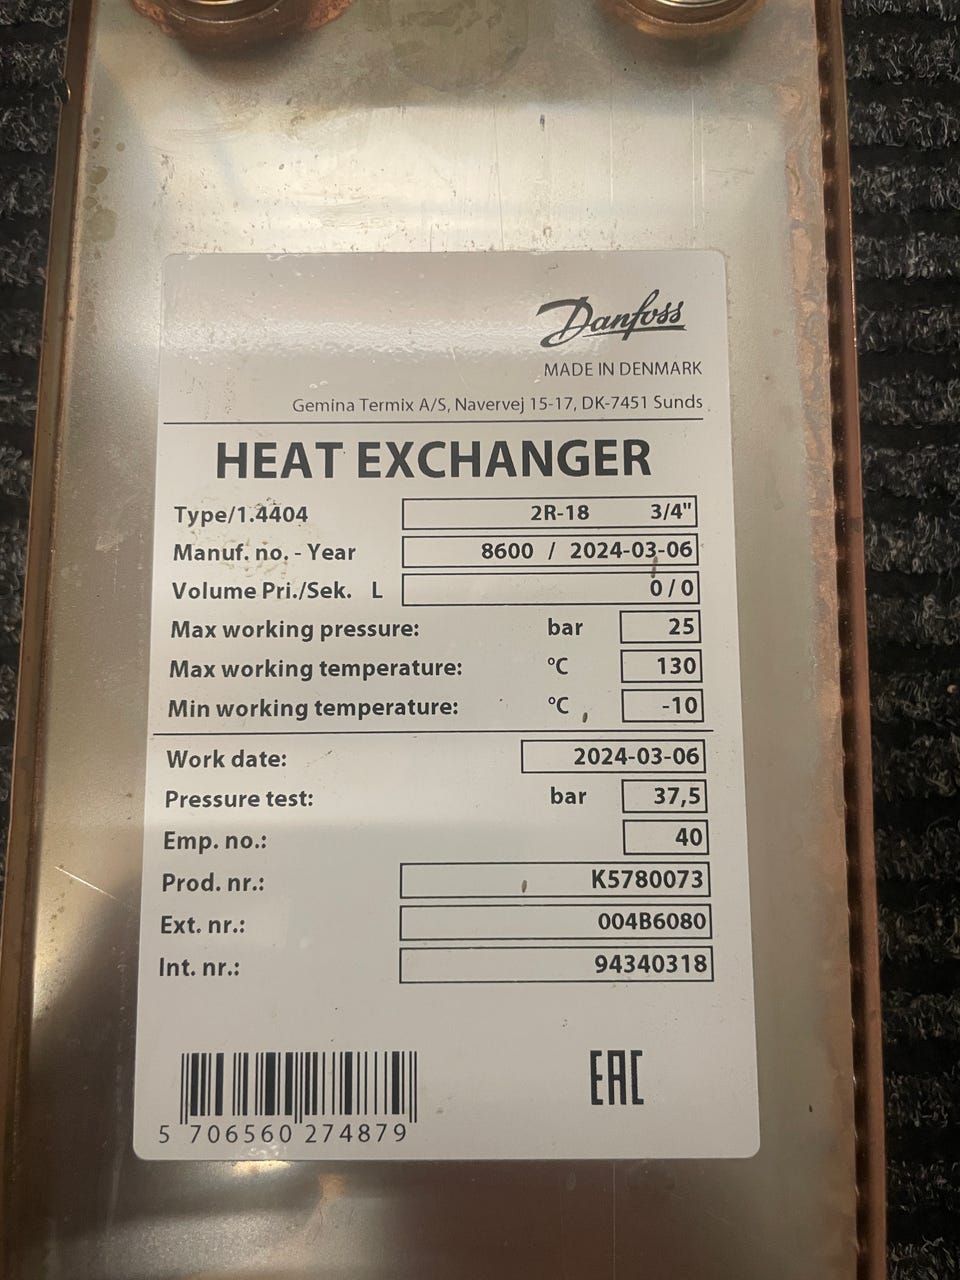 Danfoss
MADE IN DENMARK
Gemina Termix A/S, Navervej 15-17, DK-7451 Sunds
HEAT EXCHANGER
Type/1.4404 2R-18 3/4"
Manuf. no. - Year 8600 / 2024-03-06
Volume Pri./Sek. L 0 / 0
Max working pressure: bar 25
Max working temperature: °C 130
Min working temperature: °C -10
Work date: 2024-03-06
Pressure test: bar 37,5
Emp. no.: 40
Prod. nr.: K5780073
Ext. nr.: 004B6080
Int. nr.: 94340318
EAC
5 706560 274879